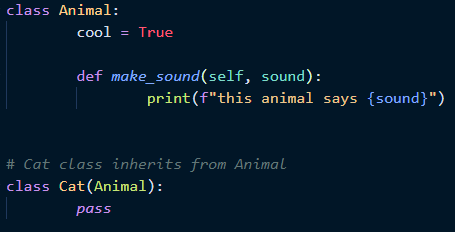 class Animal:
    cool = True
    def make_sound(self, sound):
        print(f"this animal says {sound}")
# Cat class inherits from Animal
class Cat(Animal):
    pass